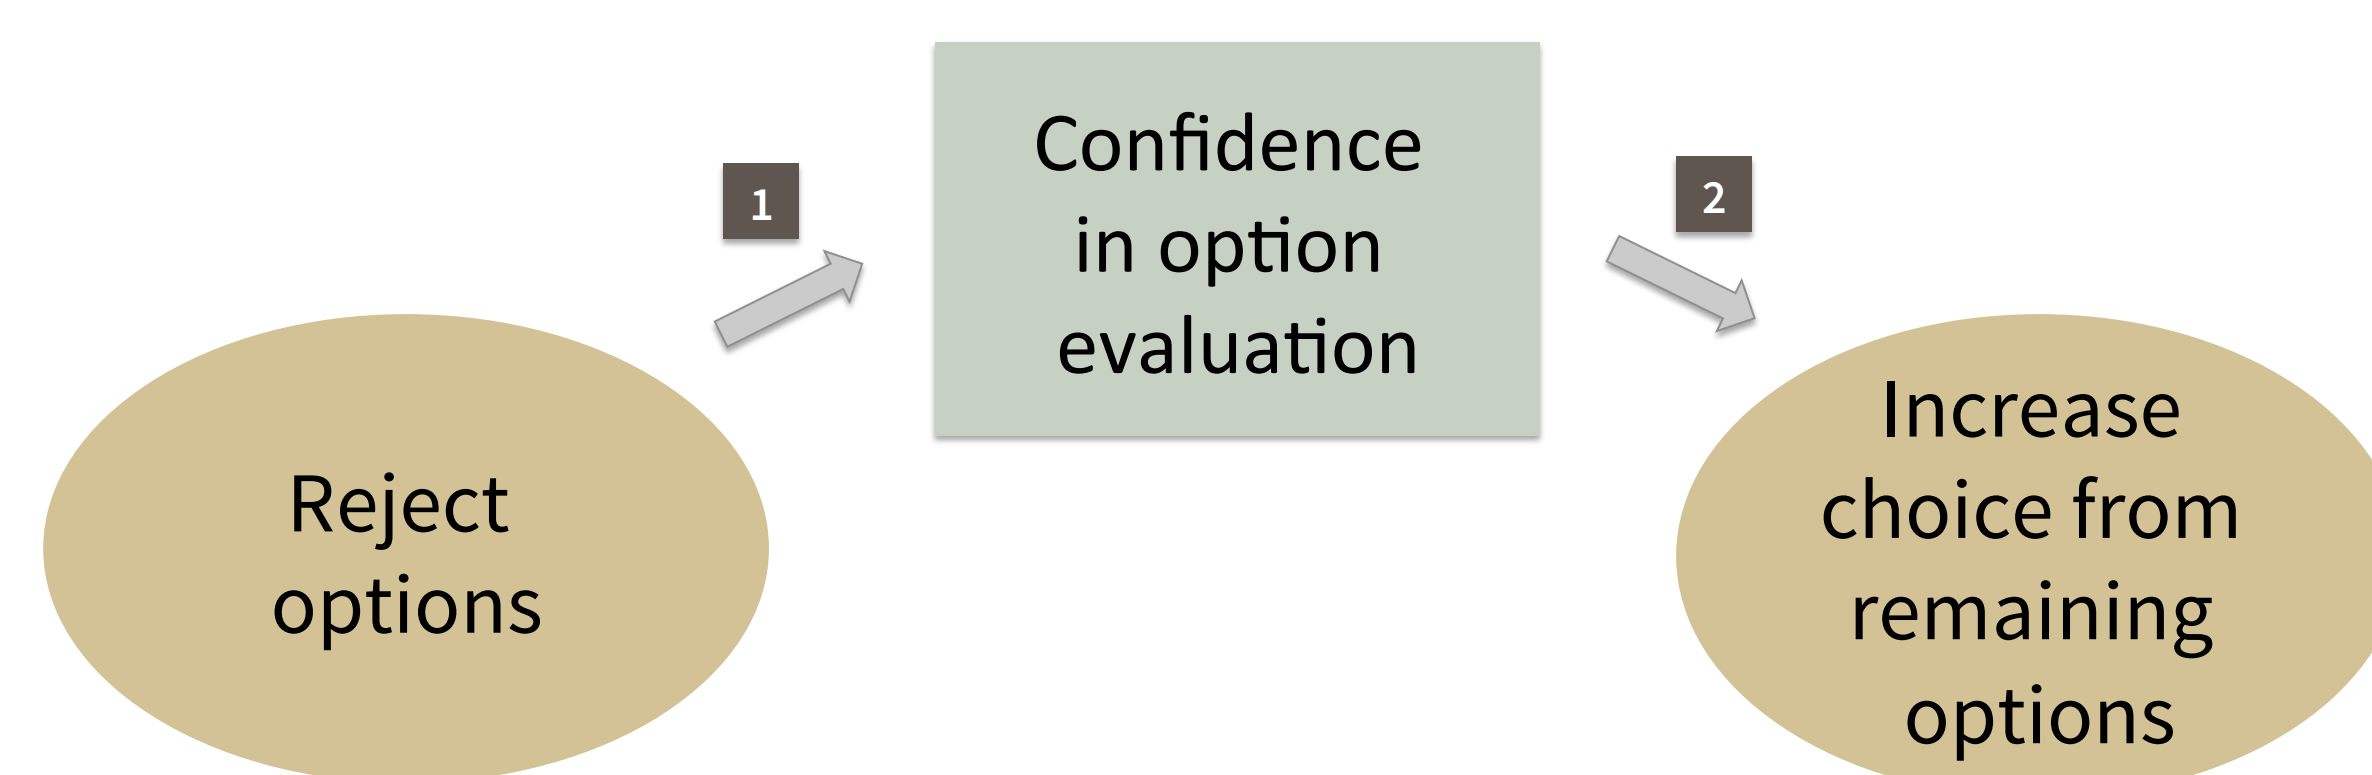 Reject
options
1
Confidence
in option
evaluation
2
Increase
choice from
remaining
options